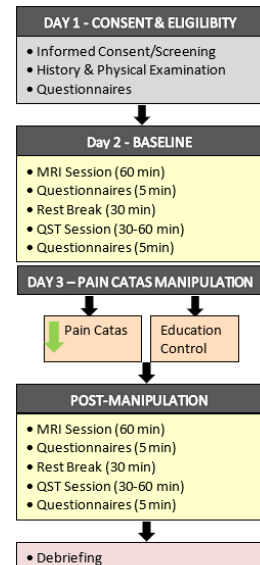 DAY 1 - CONSENT & ELIGILIBITY
• Informed Consent/Screening
• History & Physical Examination
• Questionnaires
Day 2 - BASELINE
• MRI Session (60 min)
• Questionnaires (5 min)
• Rest Break (30 min)
• QST Session (30-60 min)
• Questionnaires (5min)
DAY 3 – PAIN CATAS MANIPULATION
Pain Catas
Education
Control
POST-MANIPULATION
• MRI Session (60 min)
• Questionnaires (5 min)
• Rest Break (30 min)
• QST Session (30-60 min)
• Questionnaires (5 min)
• Debriefing